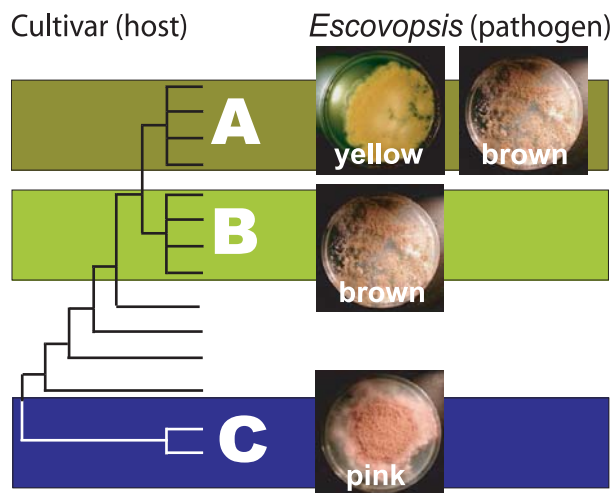 Cultivar (host) Escovopsis (pathogen)
A
yellow brown
B
brown
C
pink